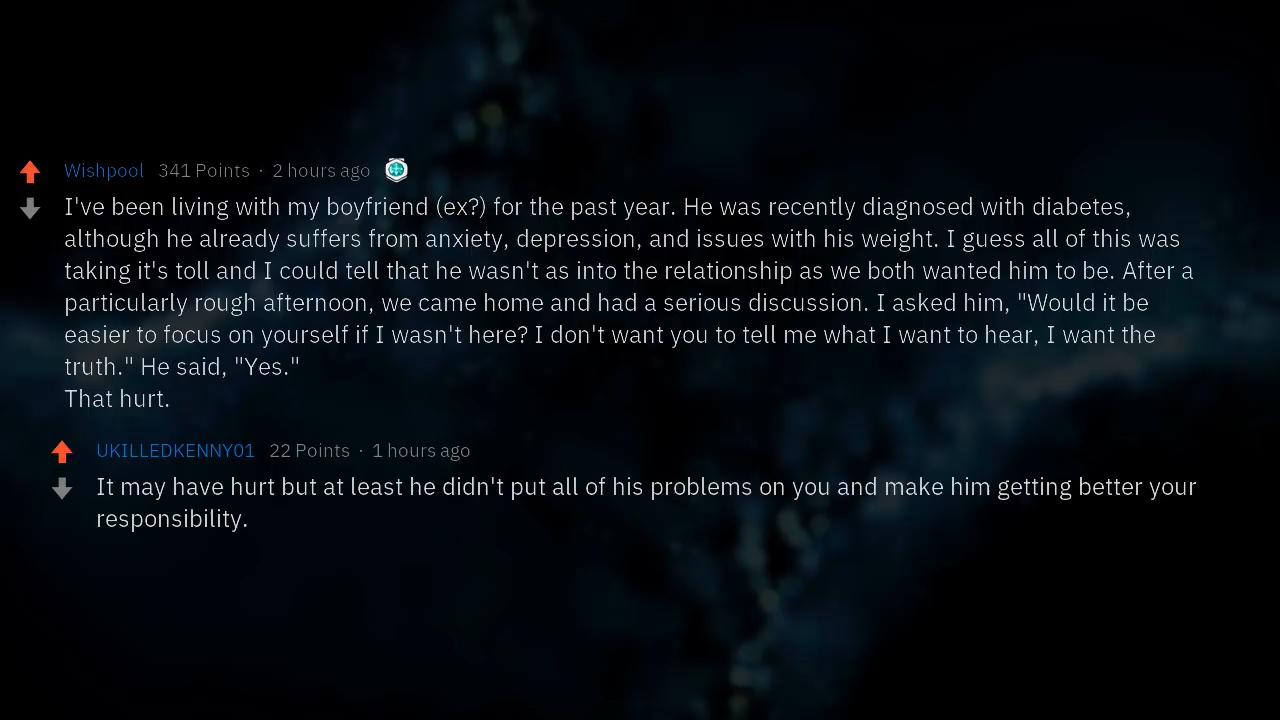 Wishpool 341 Points · 2 hours ago
I've been living with my boyfriend (ex?) for the past year. He was recently diagnosed with diabetes,
although he already suffers from anxiety, depression, and issues with his weight. I guess all of this was
taking it's toll and I could tell that he wasn't as into the relationship as we both wanted him to be. After a
particularly rough afternoon, we came home and had a serious discussion. I asked him, "Would it be
easier to focus on yourself if I wasn't here? I don't want you to tell me what I want to hear, I want the
truth." He said, "Yes."
That hurt.
UKILLEDKENNY01 22 Points · 1 hours ago
It may have hurt but at least he didn't put all of his problems on you and make him getting better your
responsibility.